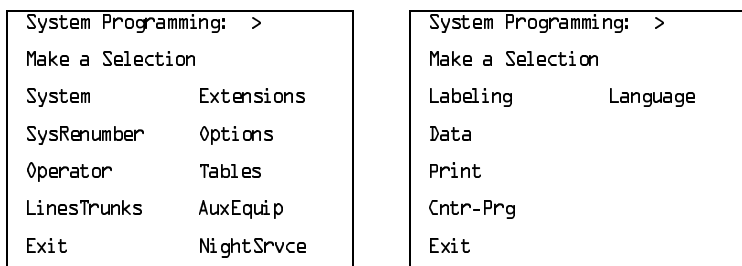 System Programming: >
Make a Selection
System Extensions
SysRenumber Options
Operator Tables
LinesTrunks AuxEquip
Exit NightSrvce
System Programming: >
Make a Selection
Labeling Language
Data
Print
Cntr-Prg
Exit